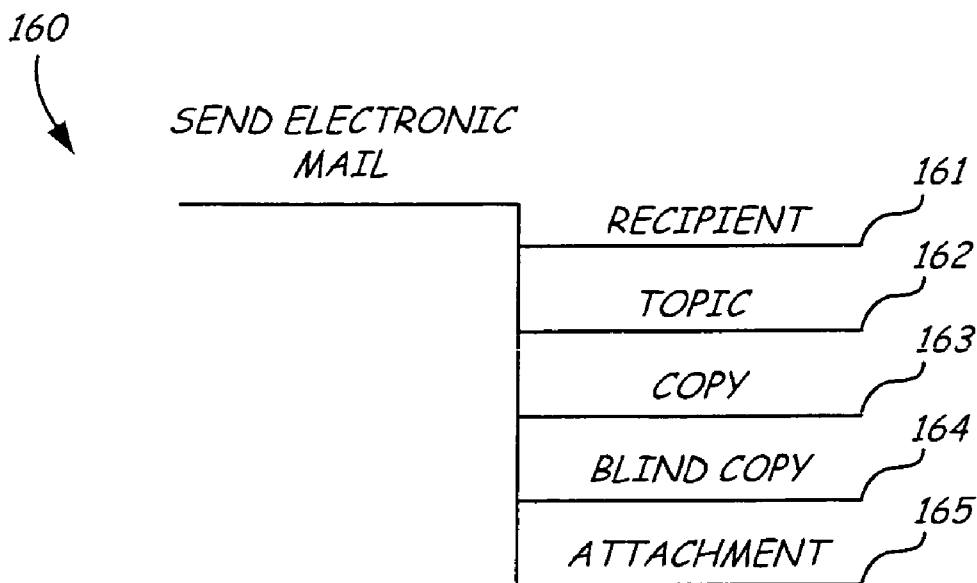 160
SEND ELECTRONIC
MAIL
161
RECIPIENT
162
TOPIC
163
COPY
164
BLIND COPY
165
ATTACHMENT